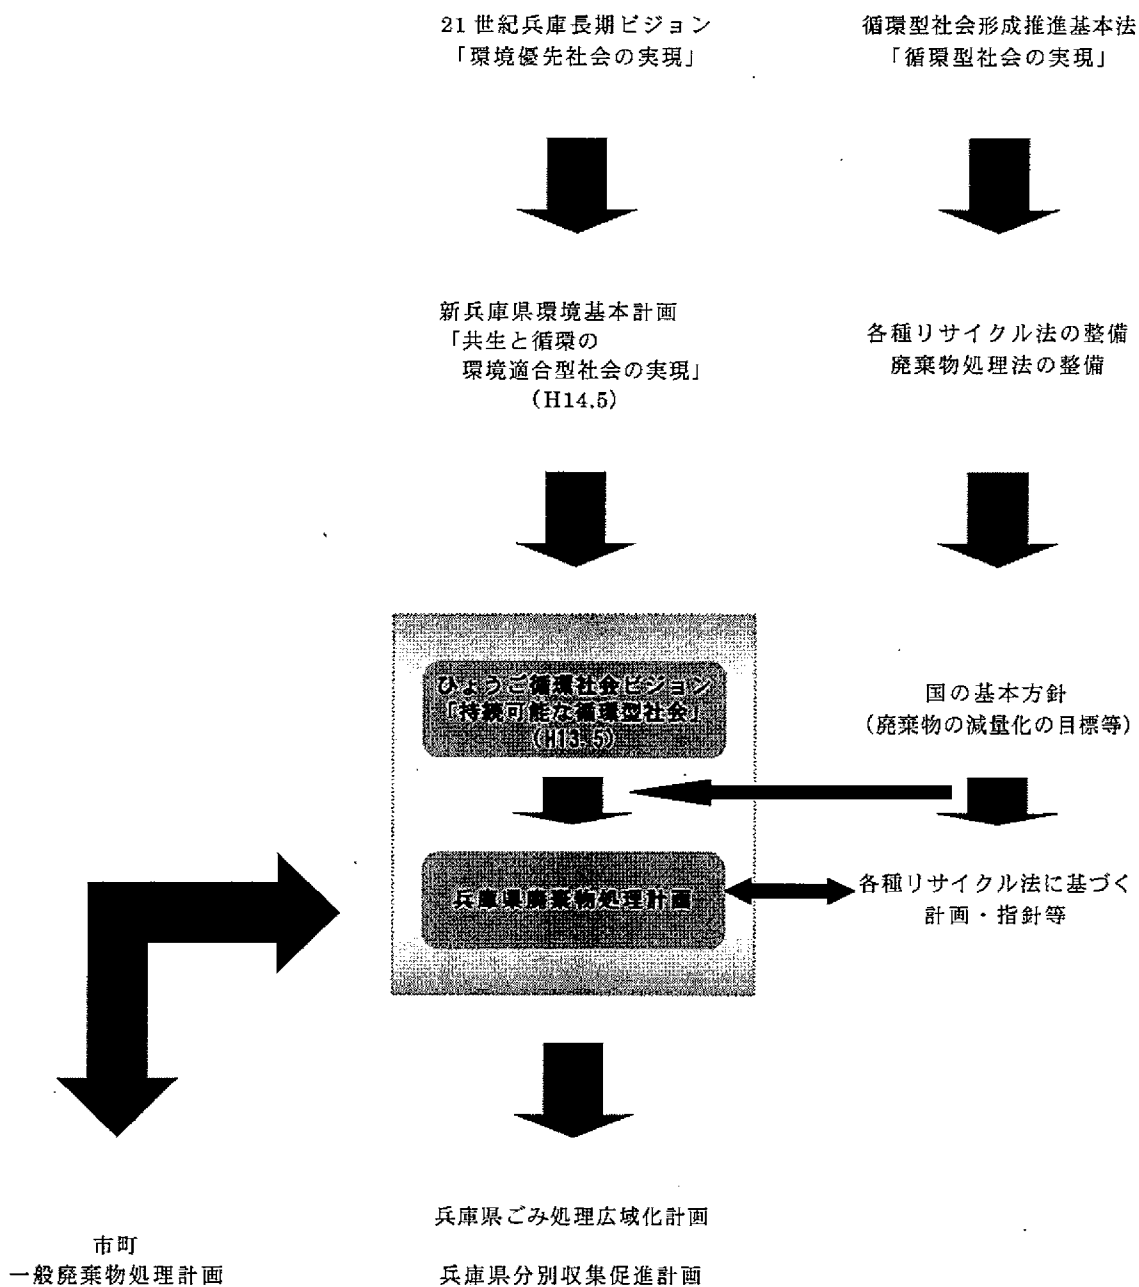 21世紀兵庫長期ビジョン
「環境優先社会の実現」
循環型社会形成推進基本法
「循環型社会の実現」
新兵庫県環境基本計画
「共生と循環の
環境適合型社会の実現」
(H14.5)
各種リサイクル法の整備
廃棄物処理法の整備
ひょうご循環社会ビジョン
「持続可能な循環型社会」
(H13.5)
国の基本方針
(廃棄物の減量化の目標等)
兵庫県廃棄物処理計画
各種リサイクル法に基づく
計画・指針等
市町
一般廃棄物処理計画
兵庫県ごみ処理広域化計画
兵庫県分別収集促進計画